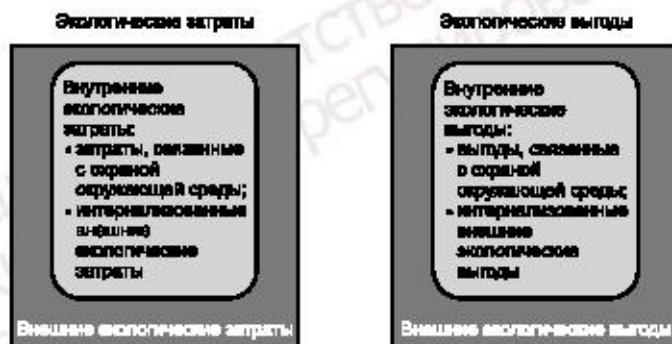 Экологические затраты
Внутренние
экологические
затраты:
• затраты, связанные
с охраной
окружающей среды;
• интернализованные
внешние
экологические
затраты
Внешние экологические затраты
Экологические выгоды
Внутренние
экологические
выгоды:
• выгоды, связанные
с охраной
окружающей среды;
• интернализованные
внешние
экологические
выгоды
Внешние экологические выгоды